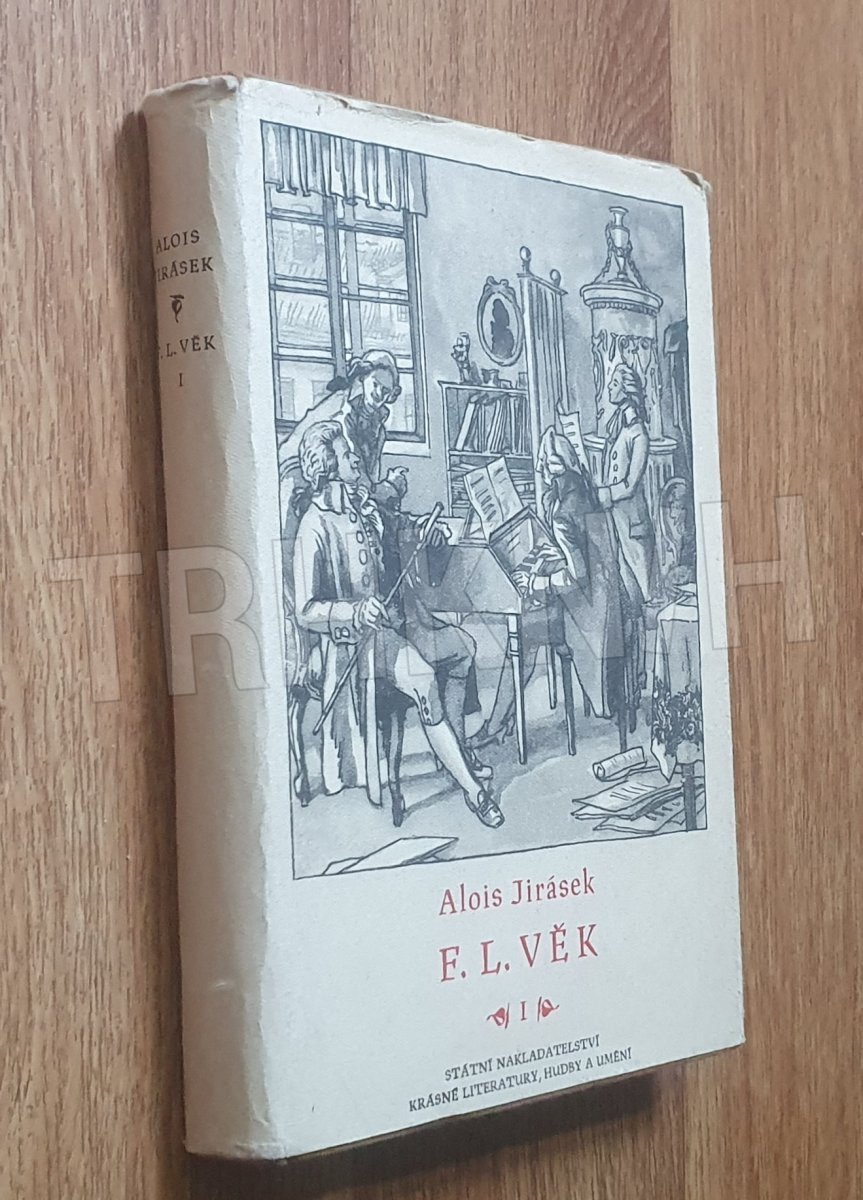 ALOIS
JIRÁSEK
F. L. VĚK
I
Alois Jirásek
F. L. VĚK
I
STÁTNÍ NAKLADATELSTVÍ
KRÁSNÉ LITERATURY, HUDBY A UMĚNÍ